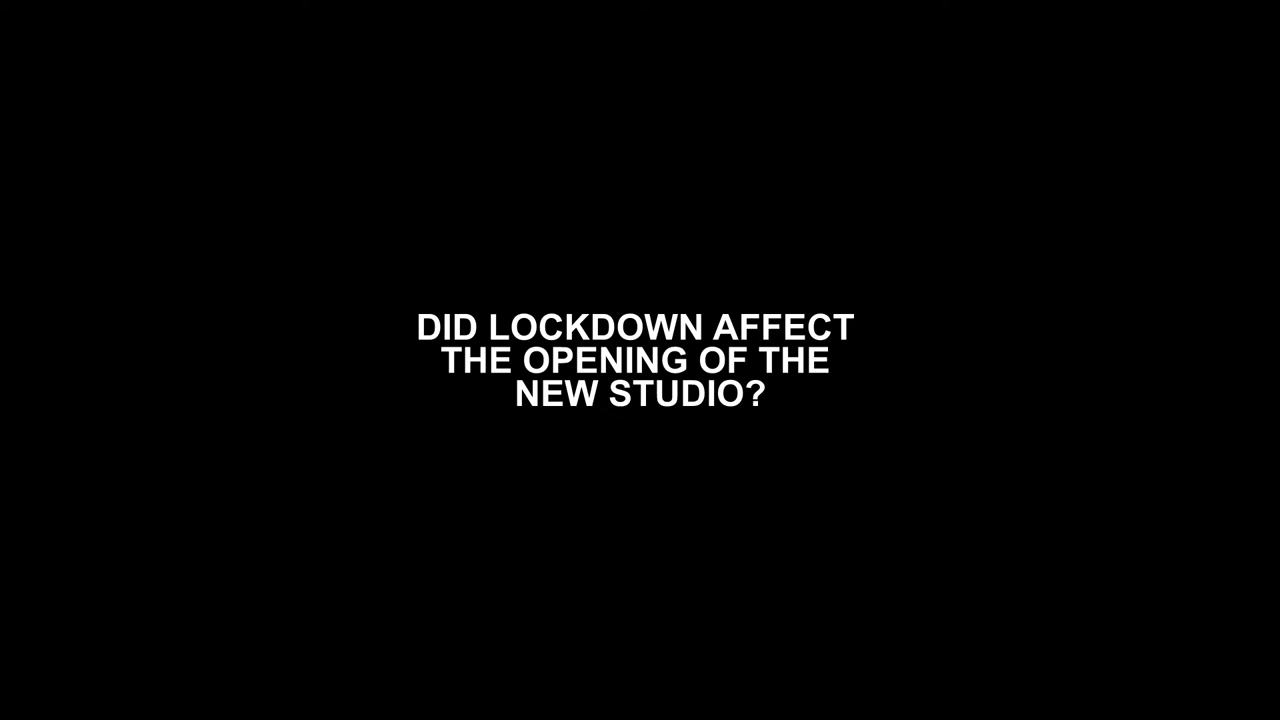 DID LOCKDOWN AFFECT
THE OPENING OF THE
NEW STUDIO?